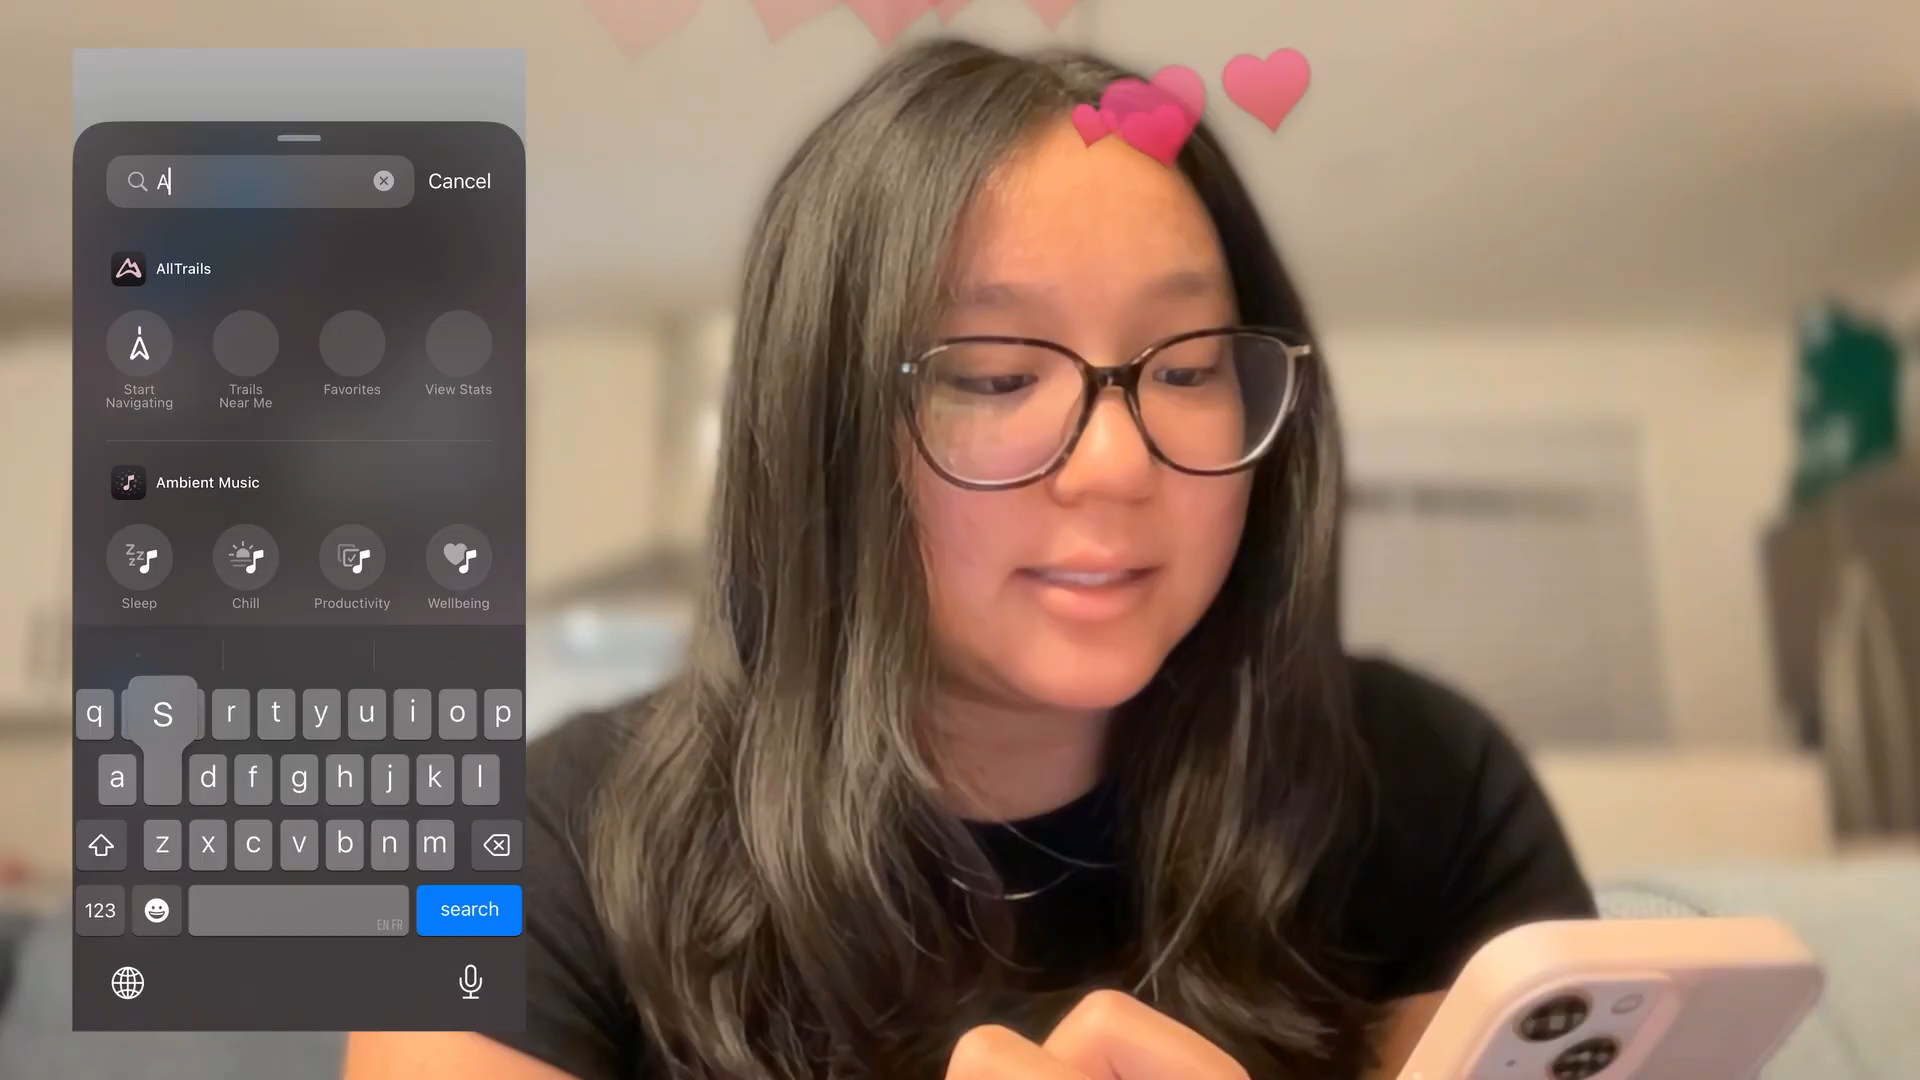 A
Cancel
AllTrails
Start
Navigating
Trails
Near Me
Favorites
View Stats
Ambient Music
Sleep
Chill
Productivity
Wellbeing
q S r t y u i o p
a d f g h j k l
z x c v b n m
123
EN FR
search